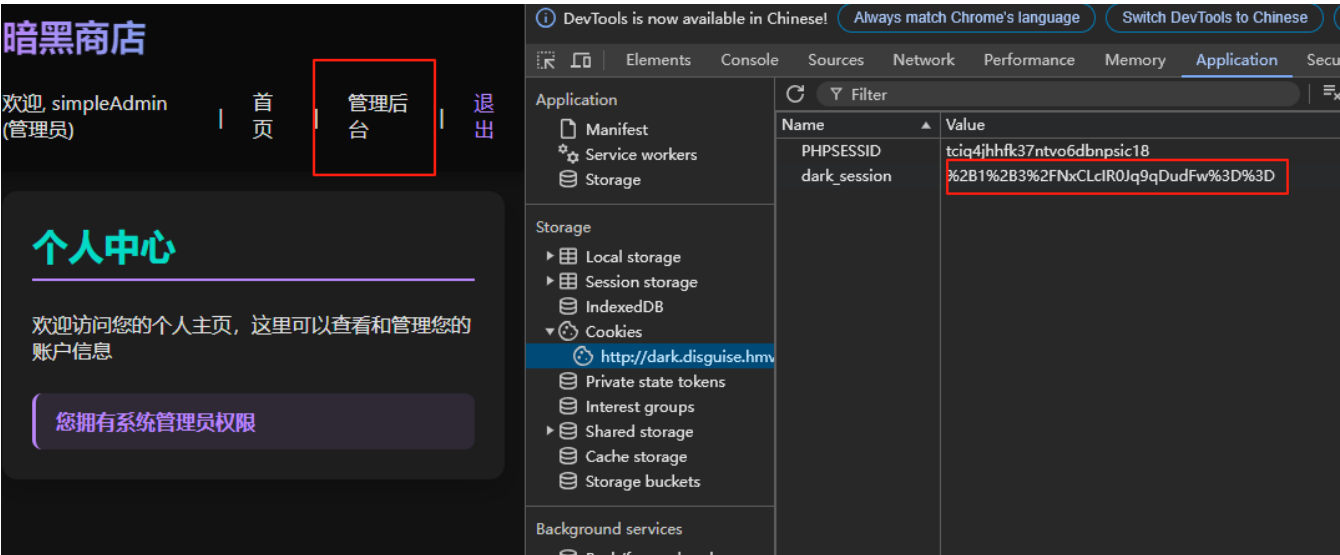 暗黑商店
欢迎, simpleAdmin
(管理员)
|
首
页
|
管理后
台
|
退
出
个人中心
欢迎访问您的个人主页，这里可以查看和管理您的
账户信息
您拥有系统管理员权限
DevTools is now available in Chinese!
Always match Chrome's language
Switch DevTools to Chinese
Elements
Console
Sources
Network
Performance
Memory
Application
Secu
Application
Manifest
Service workers
Storage
Storage
Local storage
Session storage
IndexedDB
Cookies
http://dark.disguise.hmv
Private state tokens
Interest groups
Shared storage
Cache storage
Storage buckets
Background services
Filter
Name
Value
PHPSESSID
tciq4jhhfk37ntvo6dbnpsic18
dark_session
%2B1%2B3%2FNxCLcIR0Jq9qDudFw%3D%3D